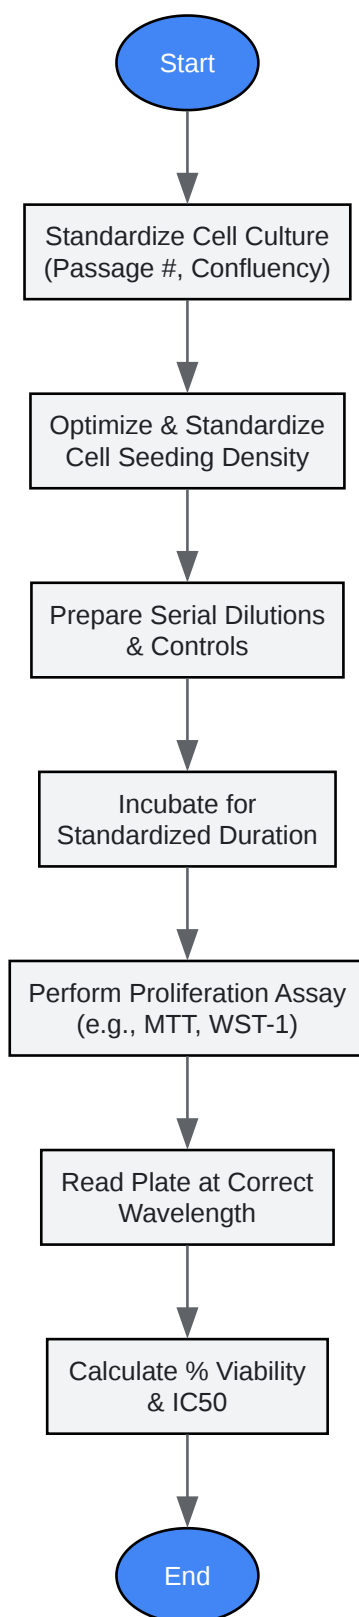 Start
Standardize Cell Culture
(Passage #, Confluency)
Optimize & Standardize
Cell Seeding Density
Prepare Serial Dilutions
& Controls
Incubate for
Standardized Duration
Perform Proliferation Assay
(e.g., MTT, WST-1)
Read Plate at Correct
Wavelength
Calculate % Viability
& IC50
End